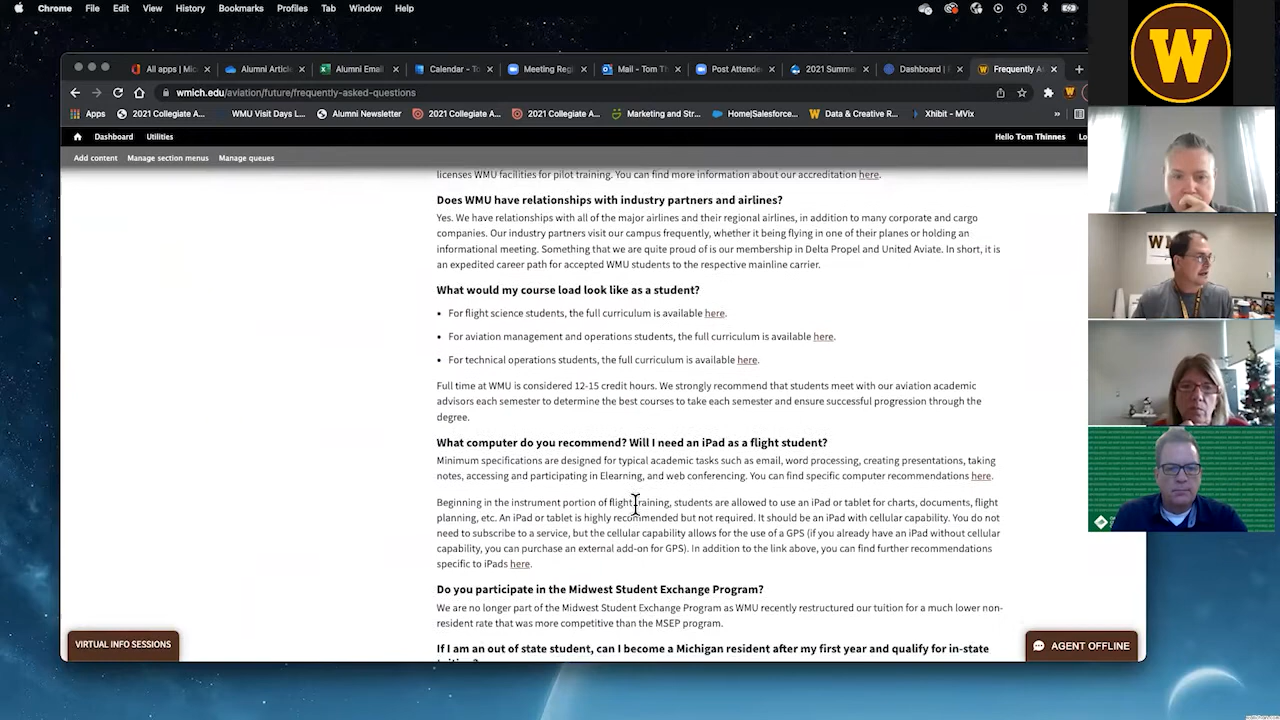 Chrome File Edit View History Bookmarks Profiles Tab Window Help
All apps | Mic Alumni Artic Alumni Email Calendar - To Meeting Reg Mail - Tom Th Post Attende 2021 Summe Dashboard | Frequently As
wmich.edu/aviation/future/frequently-asked-questions
Apps 2021 Collegiate A... WMU Visit Days L... Alumni Newsletter 2021 Collegiate A... 2021 Collegiate A... Marketing and Str... Home|Salesforce... Data & Creative R... Xhibit - MVix »
Dashboard Utilities Hello Tom Thinnes Lo
Add content Manage section menus Manage queues
licenses WMU facilities for pilot training. You can find more information about our accreditation here.
Does WMU have relationships with industry partners and airlines?
Yes. We have relationships with all of the major airlines and their regional airlines, in addition to many corporate and cargo
companies. Our industry partners visit our campus frequently, whether it being flying in one of their planes or holding an
informational meeting. Something that we are quite proud of is our membership in Delta Propel and United Aviate. In short, it is
an expedited career path for accepted WMU students to the respective mainline carrier.
What would my course load look like as a student?
• For flight science students, the full curriculum is available here.
• For aviation management and operations students, the full curriculum is available here.
• For technical operations students, the full curriculum is available here.
Full time at WMU is considered 12-15 credit hours. We strongly recommend that students meet with our aviation academic
advisors each semester to determine the best courses to take each semester and ensure successful progression through the
degree.
What computer do you recommend? Will I need an iPad as a flight student?
Minimum specifications are designed for typical academic tasks such as email, word processing, creating presentations, taking
notes, accessing and participating in Elearning, and web conferencing. You can find specific computer recommendations here.
Beginning in the instrument portion of flight training, students are allowed to use an iPad or tablet for charts, documents, pre-
planning, etc. An iPad or tablet is highly recommended but not required. It should be an iPad with cellular capability. You don't
need to subscribe to a service but the cellular capability allows for the use of a GPS (if you already have an iPad without cellular
capability, you can purchase an external add-on for GPS). In addition to the link above, you can find further recommendations
specific to iPads here.
Do you participate in the Midwest Student Exchange Program?
We are no longer part of the Midwest Student Exchange Program as WMU recently restructured our tuition for a much lower non-
resident rate that was more competitive than the MSEP program.
If I am an out of state student, can I become a Michigan resident after my first year and qualify for in-state
VIRTUAL INFO SESSIONS
AGENT OFFLINE
W
W